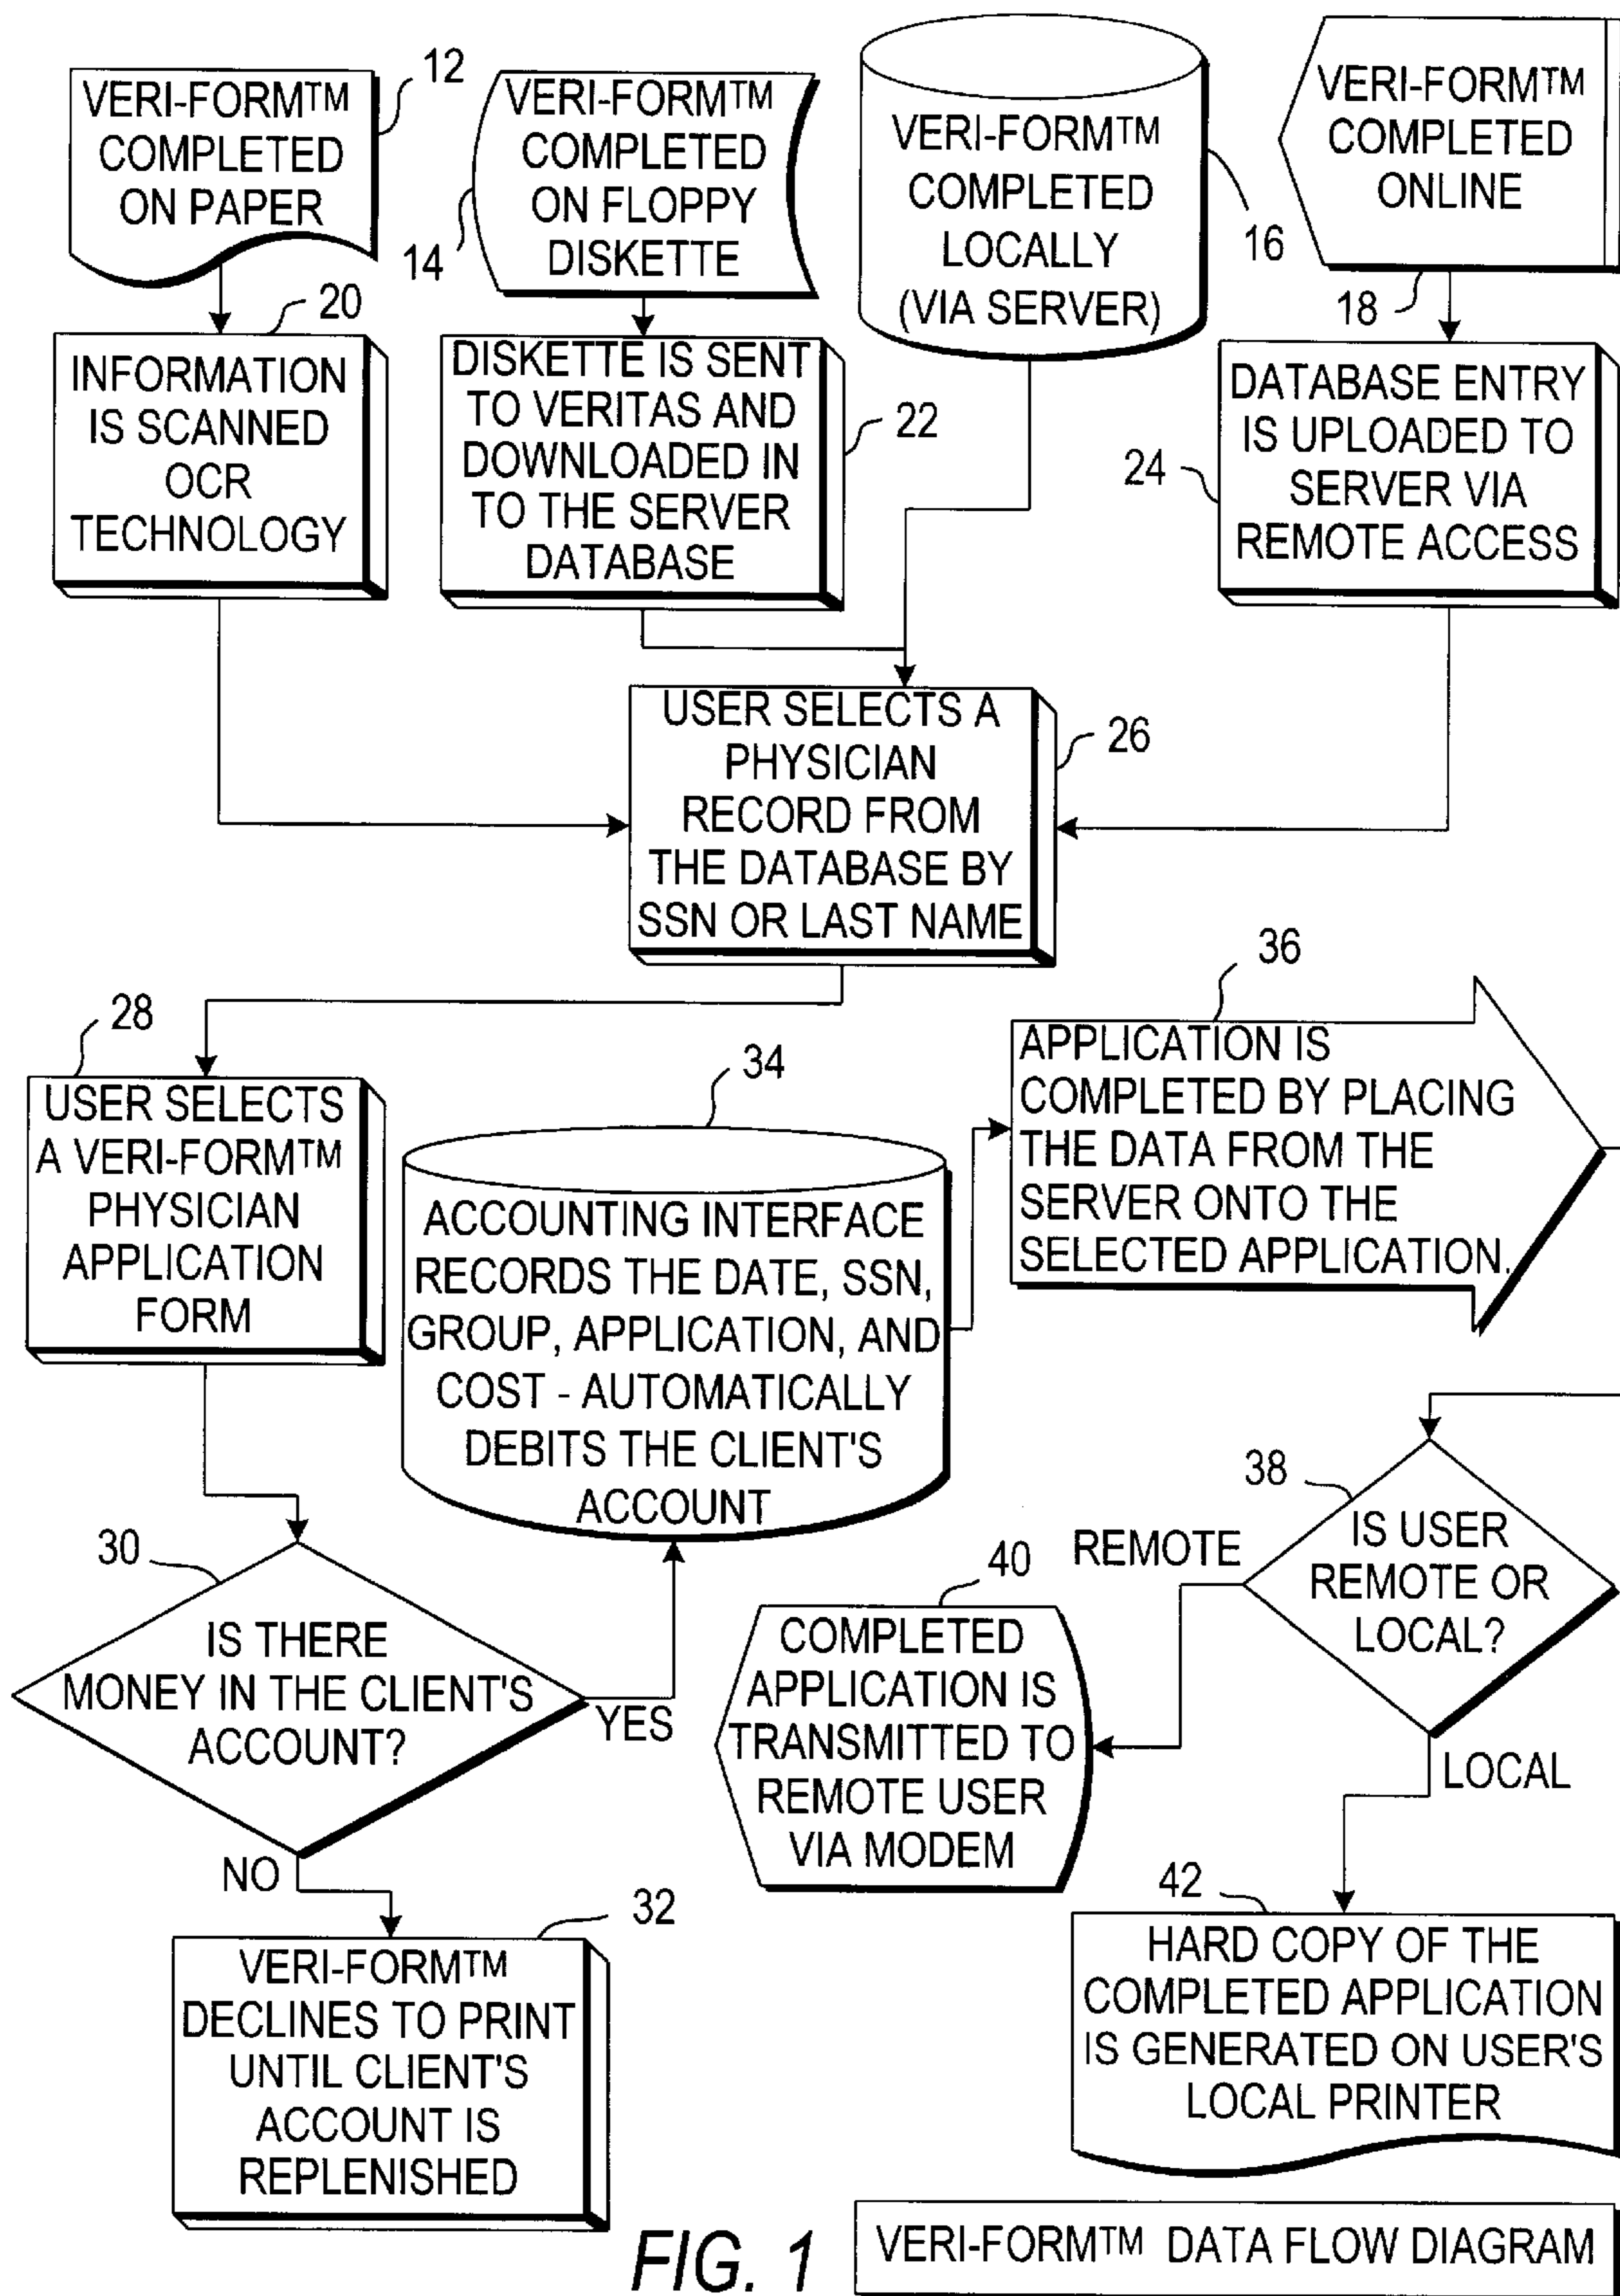 12
VERI-FORM™
COMPLETED
ON PAPER
14
VERI-FORM™
COMPLETED
ON FLOPPY
DISKETTE
VERI-FORM™
COMPLETED
LOCALLY
(VIA SERVER)
16
VERI-FORM™
COMPLETED
ONLINE
18
20
INFORMATION
IS SCANNED
OCR
TECHNOLOGY
DISKETTE IS SENT
TO VERITAS AND
DOWNLOADED IN
TO THE SERVER
DATABASE
22
24
DATABASE ENTRY
IS UPLOADED TO
SERVER VIA
REMOTE ACCESS
USER SELECTS A
PHYSICIAN
RECORD FROM
THE DATABASE BY
SSN OR LAST NAME
26
28
USER SELECTS
A VERI-FORM™
PHYSICIAN
APPLICATION
FORM
34
ACCOUNTING INTERFACE
RECORDS THE DATE, SSN,
GROUP, APPLICATION, AND
COST - AUTOMATICALLY
DEBITS THE CLIENT'S
ACCOUNT
36
APPLICATION IS
COMPLETED BY PLACING
THE DATA FROM THE
SERVER ONTO THE
SELECTED APPLICATION.
30
IS THERE
MONEY IN THE CLIENT'S
ACCOUNT?
YES
NO
32
VERI-FORM™
DECLINES TO PRINT
UNTIL CLIENT'S
ACCOUNT IS
REPLENISHED
38
IS USER
REMOTE OR
LOCAL?
REMOTE
LOCAL
40
COMPLETED
APPLICATION IS
TRANSMITTED TO
REMOTE USER
VIA MODEM
42
HARD COPY OF THE
COMPLETED APPLICATION
IS GENERATED ON USER'S
LOCAL PRINTER
FIG. 1
VERI-FORM™ DATA FLOW DIAGRAM